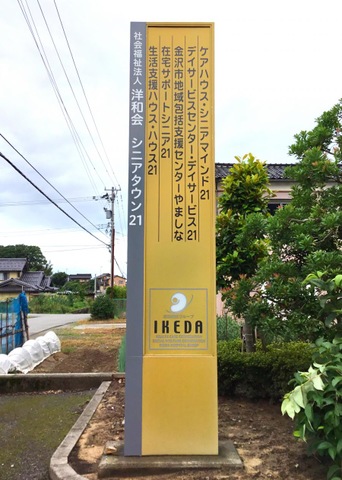 ケアハウス・シニアマインド21
デイサービスセンター・デイサービス21
金沢市地域包括支援センターやましな
在宅サポートシニア21
生活支援ハウス・ハウス21
社会福祉法人 洋和会 シニアタウン21
IKEDA